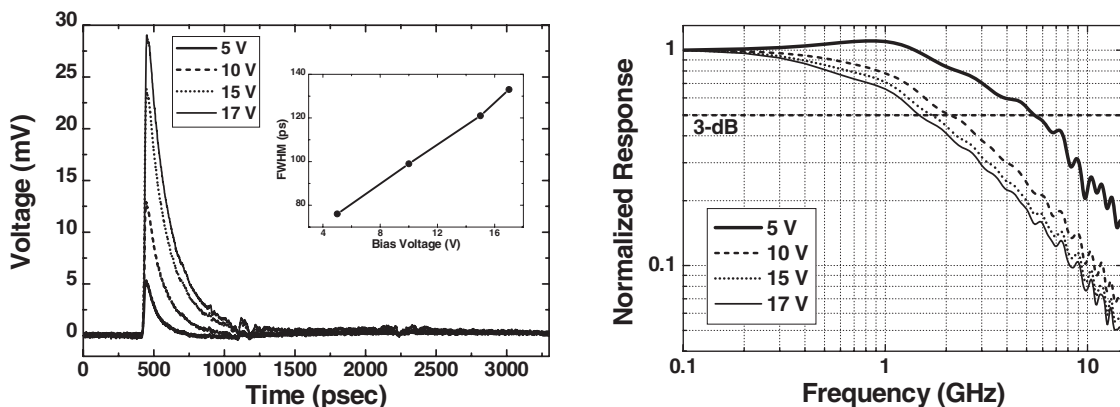 30
25
20
15
10
5
0
Voltage (mV)
0 500 1000 1500 2000 2500 3000
Time (psec)
5 V
10 V
15 V
17 V
140
120
100
80
FWHM (ps)
4 8 12 16
Bias Voltage (V)
1
0.1
Normalized Response
3-dB
5 V
10 V
15 V
17 V
0.1 1 10
Frequency (GHz)